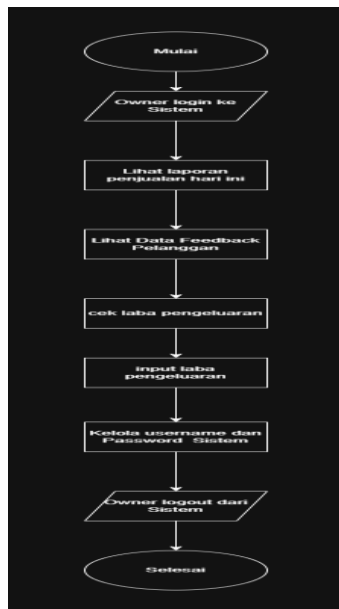 Mulai
Owner login ke
Sistem
Lihat laporan
penjualan hari ini
Lihat Data Feedback
Pelanggan
cek laba pengeluaran
input laba
pengeluaran
Kelola username dan
Password Sistem
Owner logout dari
Sistem
Selesai